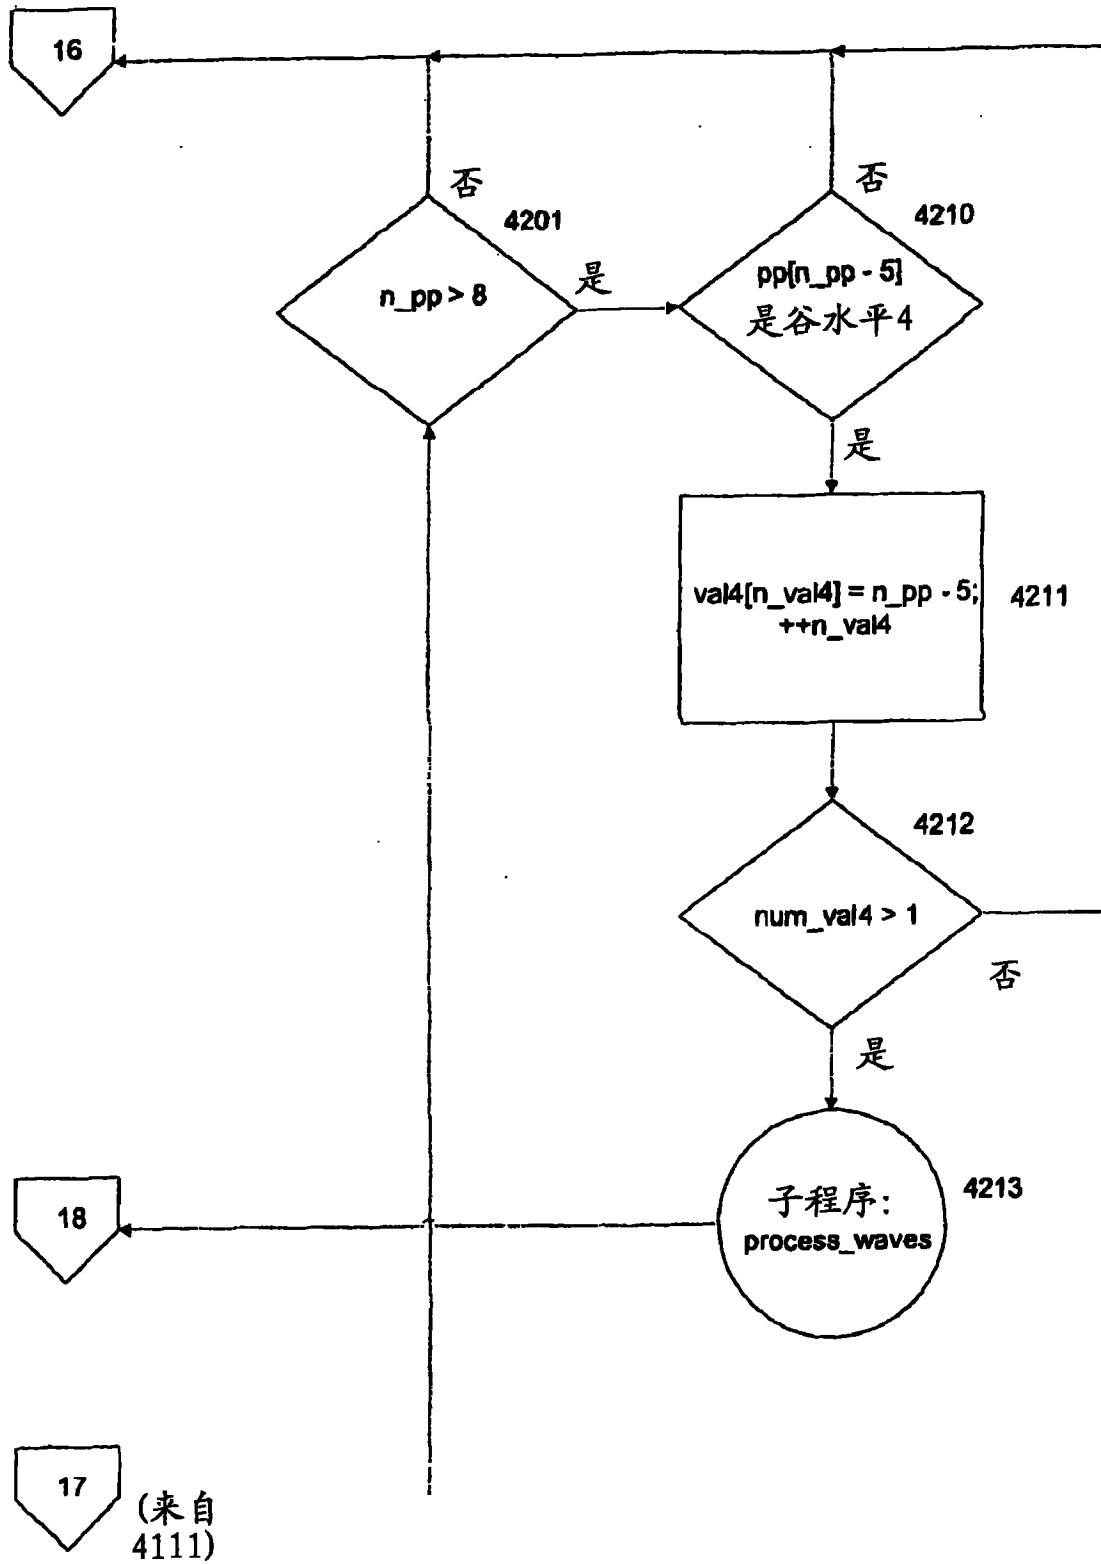 16
否
4201
n_pp > 8
是
否
4210
pp[n_pp - 5]
是谷水平4
是
val4[n_val4] = n_pp - 5;
++n_val4
4211
4212
num_val4 > 1
否
是
子程序:
process_waves
4213
18
17
(来自
4111)